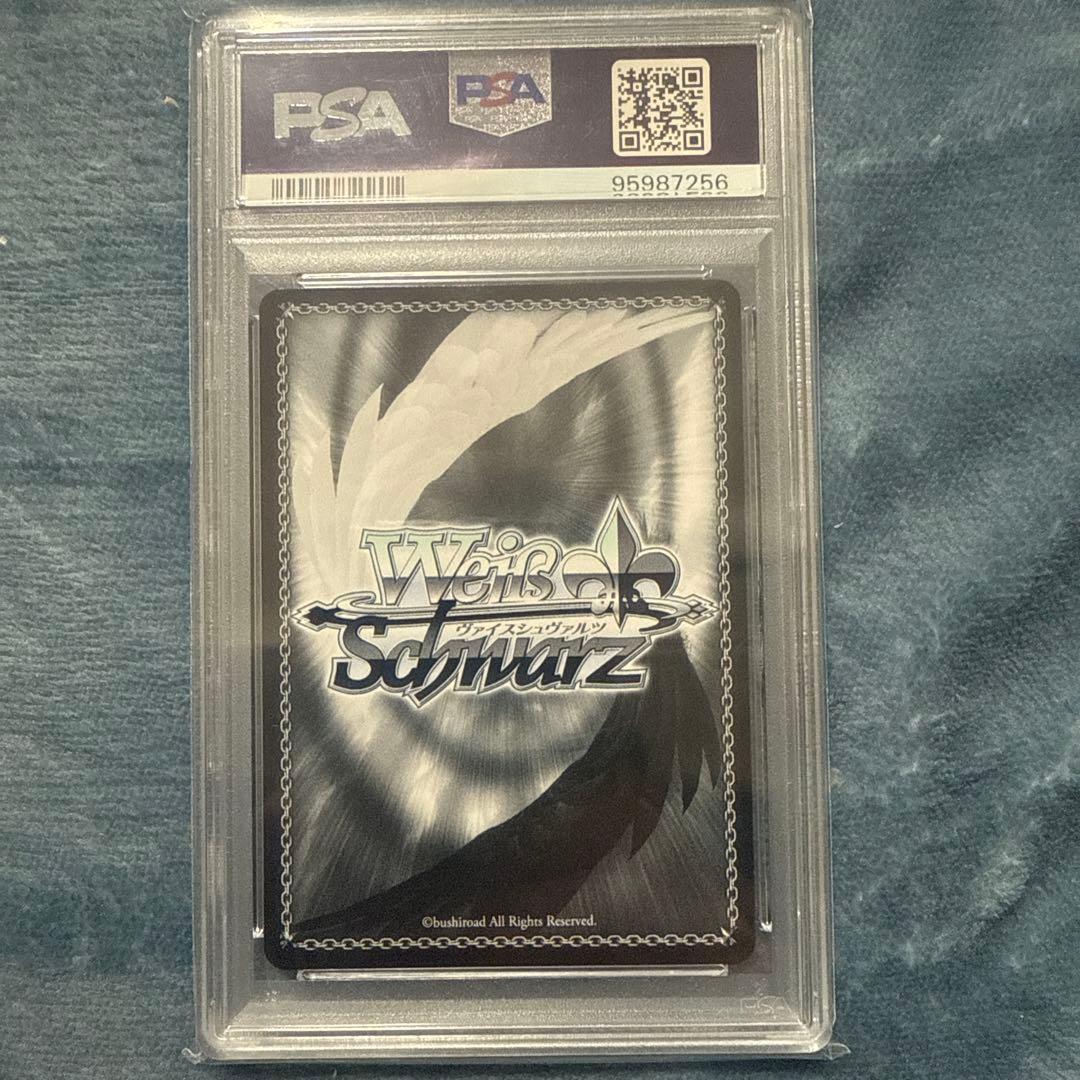 PSA
PSA
95987256
Weiß
ヴァイスシュヴァルツ
Schwarz
©bushiroad All Rights Reserved.